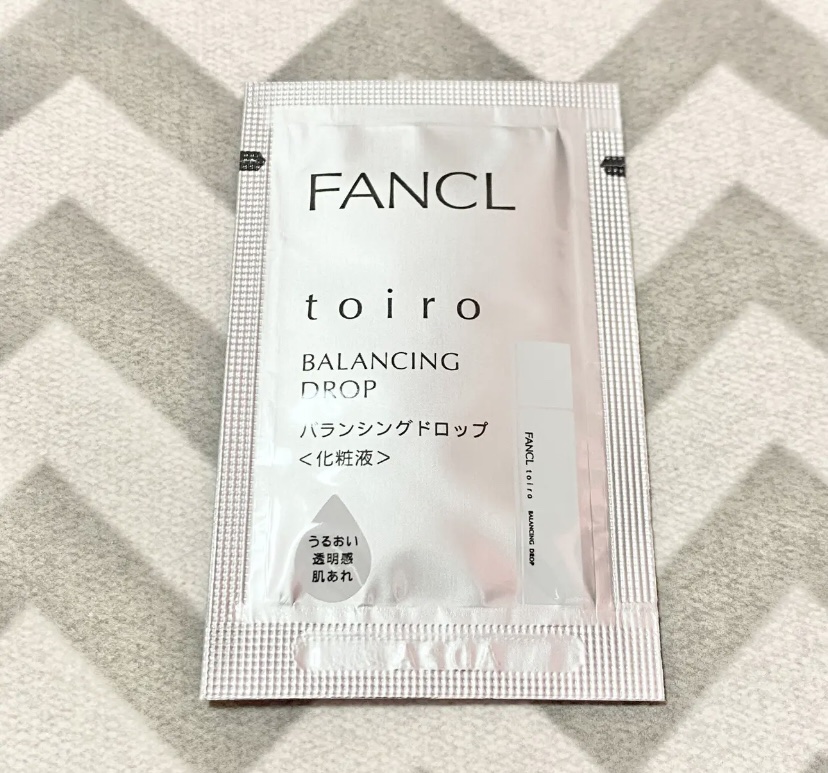 FANCL
toiro
BALANCING
DROP
バランシングドロップ
<化粧液>
うるおい
透明感
肌あれ
FANCL toiro BALANCING DROP